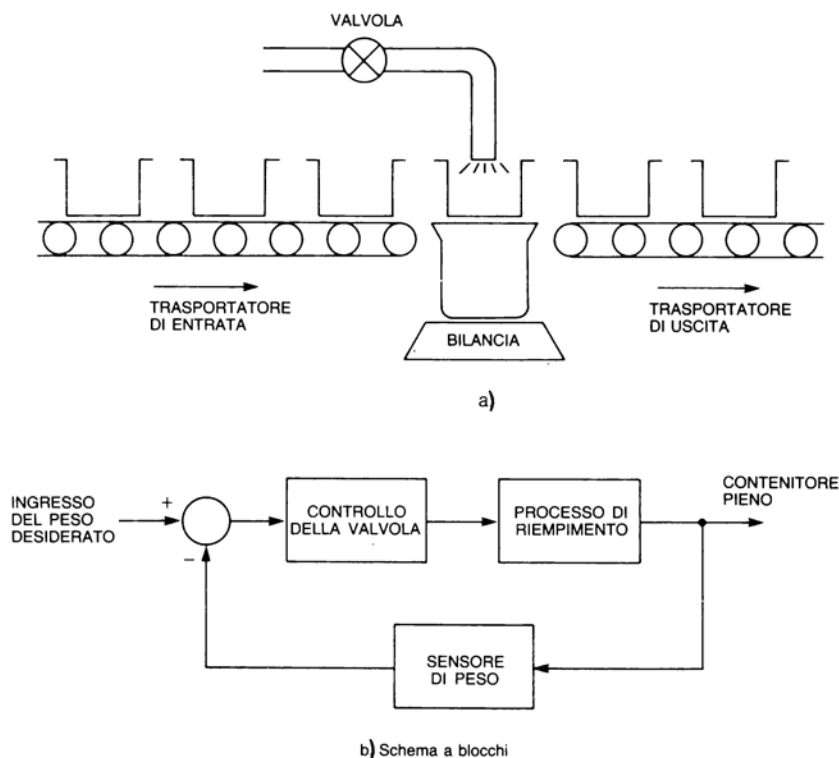 VALVOLA
TRASPORTATORE
DI ENTRATA
BILANCIA
TRASPORTATORE
DI USCITA
a)
INGRESSO
DEL PESO
DESIDERATO
+
−
CONTROLLO
DELLA VALVOLA
PROCESSO DI
RIEMPIMENTO
CONTENITORE
PIENO
SENSORE
DI PESO
b) Schema a blocchi